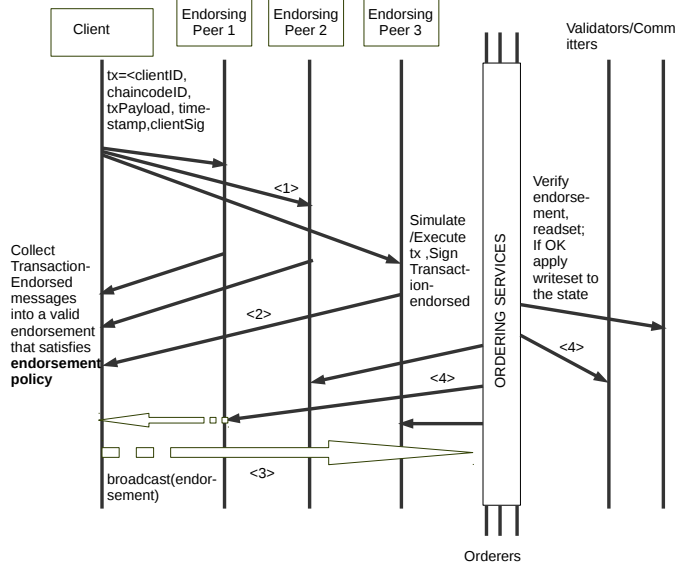 Client
Endorsing
Peer 1
Endorsing
Peer 2
Endorsing
Peer 3
Validators/Comm
itters
tx=<clientID,
chaincodeID,
txPayload, time-
stamp,clientSig
<1>
Simulate
/Execute
tx ,Sign
Transact-
ion-
endorsed
Verify
endorse-
ment,
readset;
If OK
apply
writeset to
the state
ORDERING SERVICES
Collect
Transaction-
Endorsed
messages
into a valid
endorsement
that satisfies
endorsement
policy
<2>
<4>
<4>
broadcast(endor-
sement)
<3>
Orderers